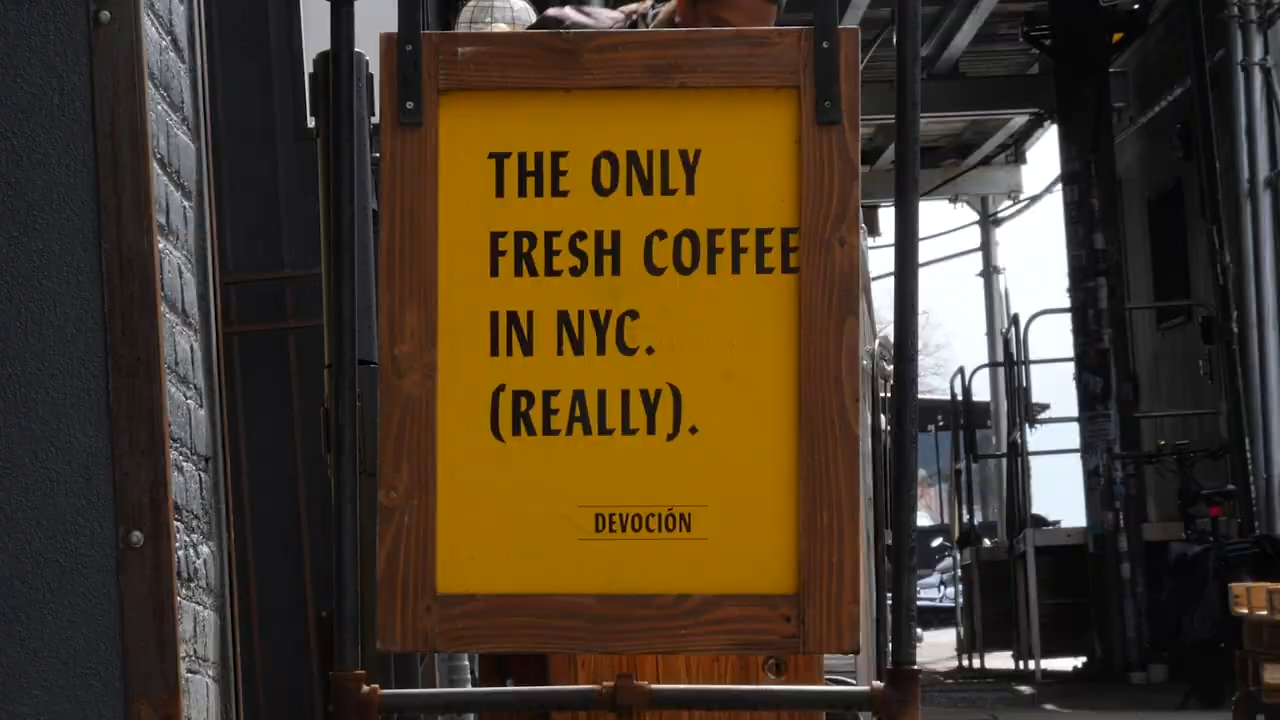 THE ONLY
FRESH COFFEE
IN NYC.
(REALLY).
DEVOCIÓN